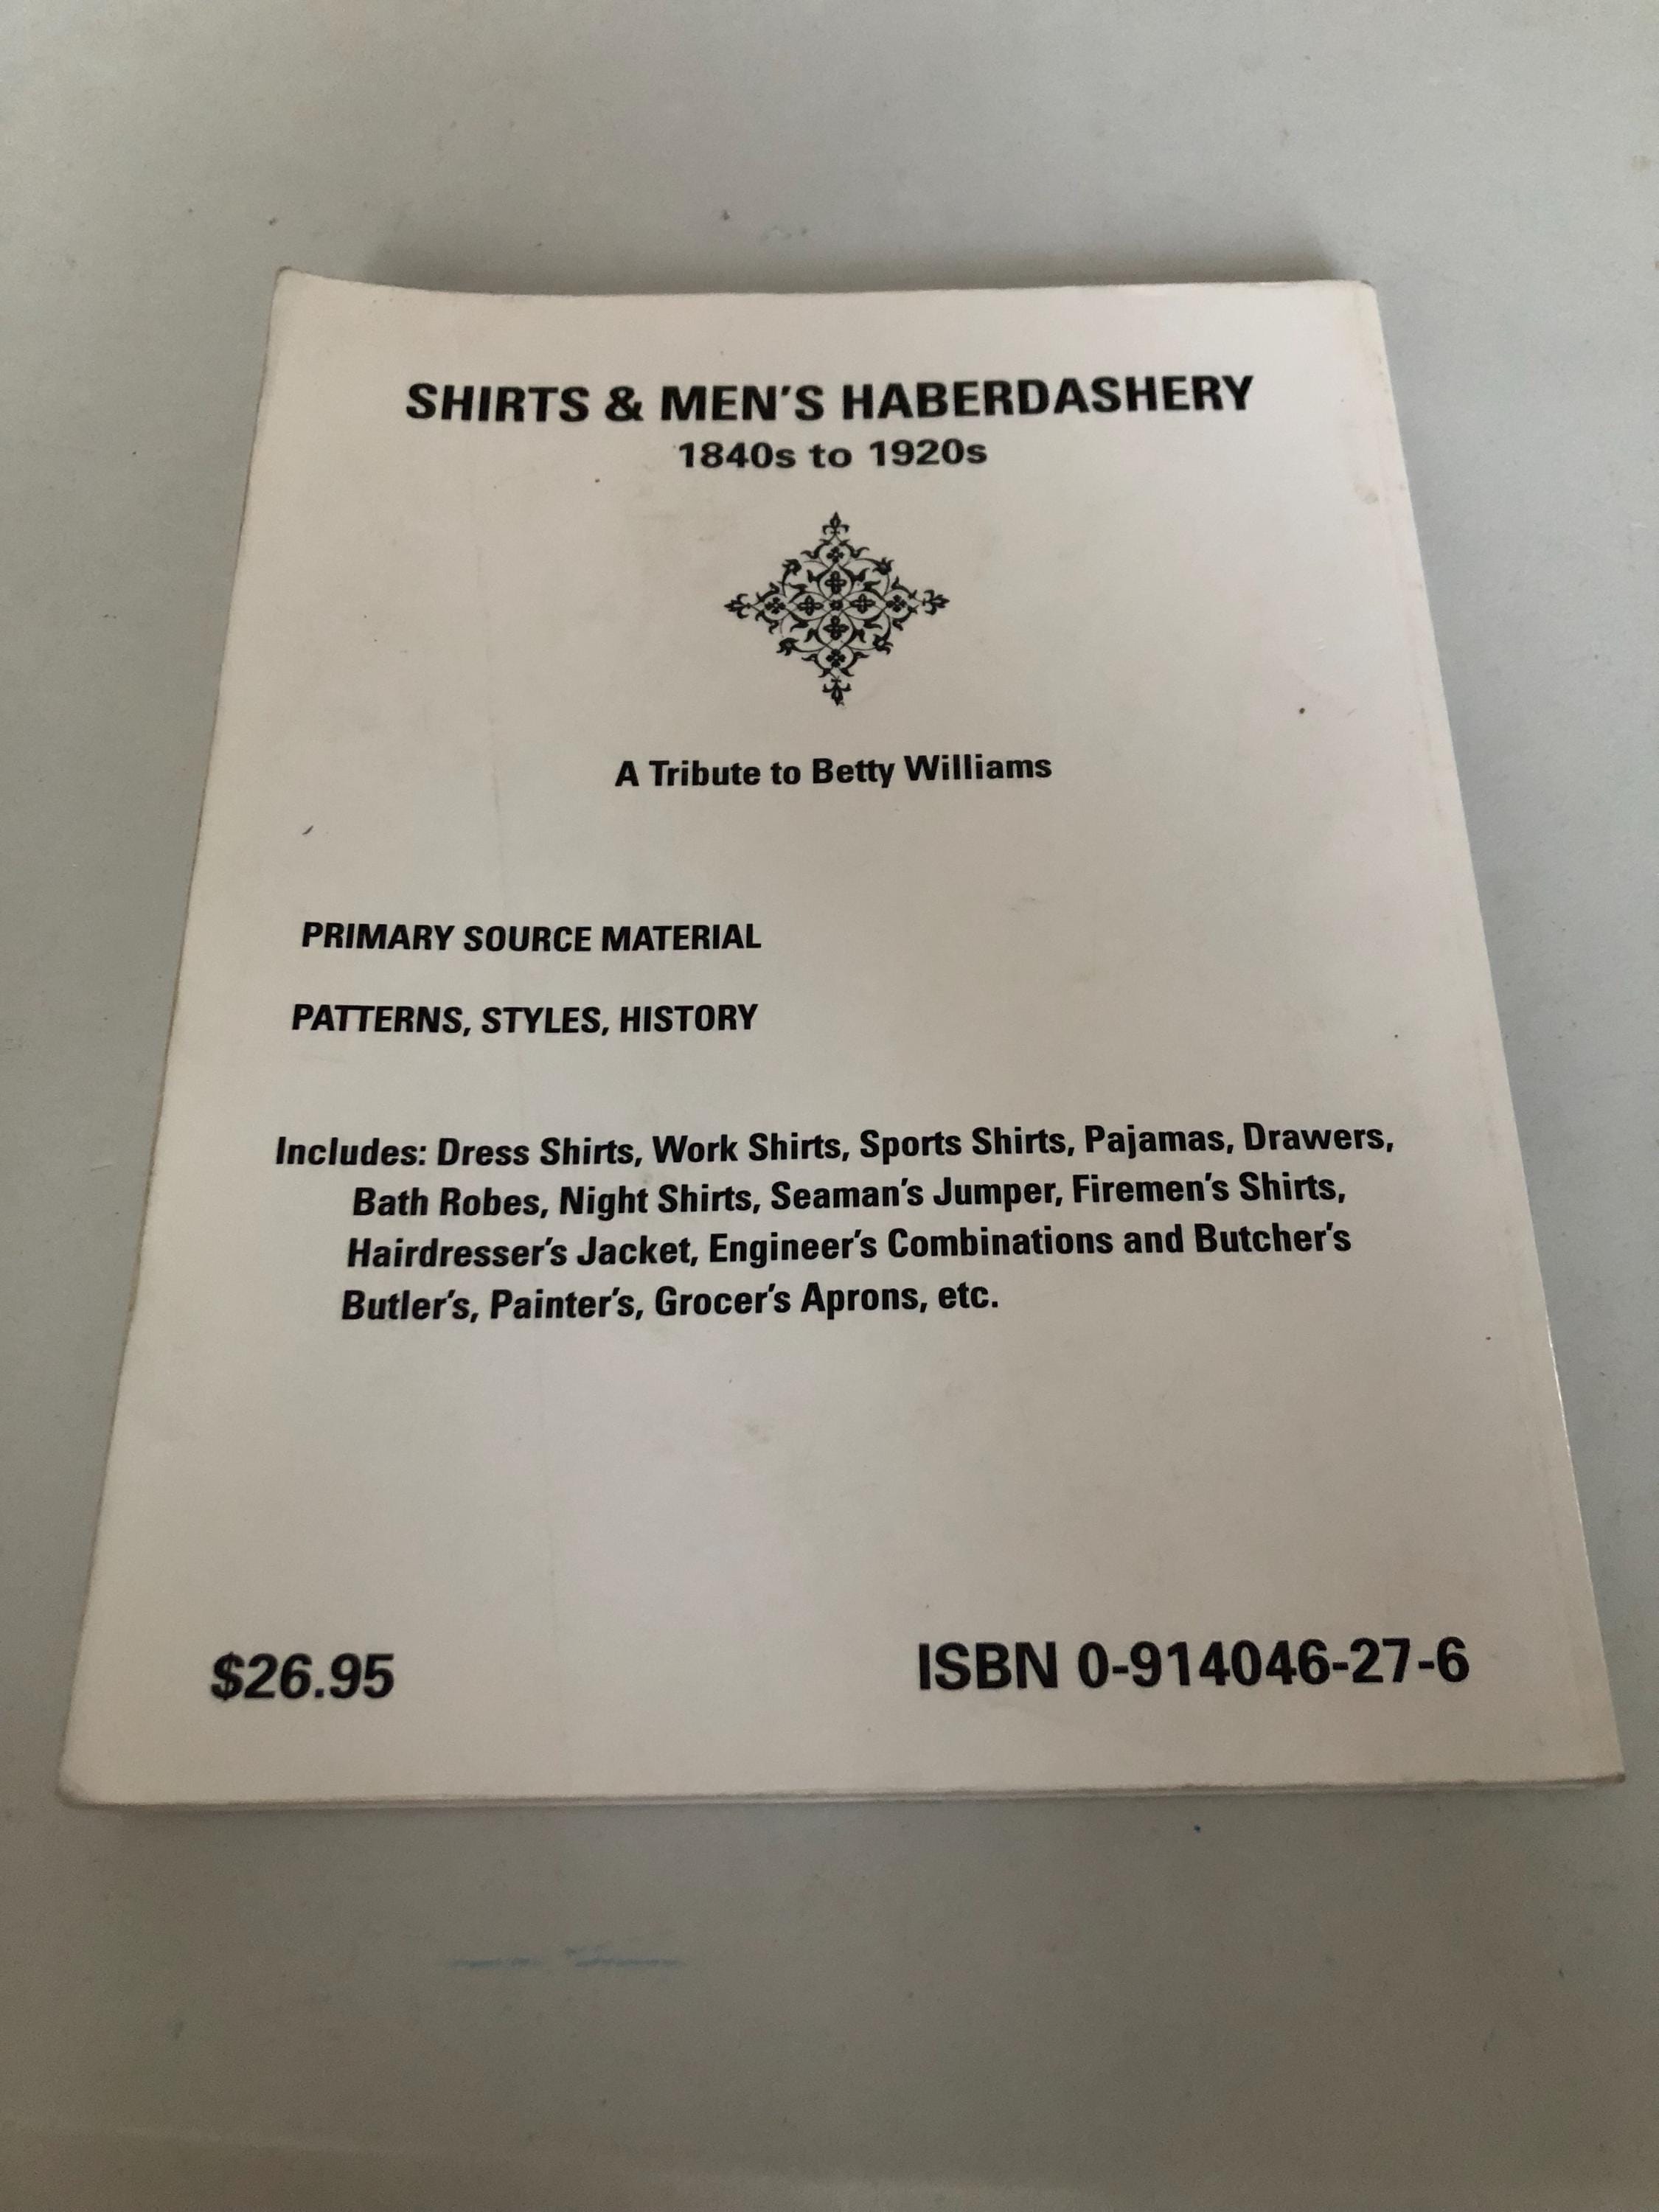 SHIRTS & MEN'S HABERDASHERY
1840s to 1920s
A Tribute to Betty Williams
PRIMARY SOURCE MATERIAL
PATTERNS, STYLES, HISTORY
Includes: Dress Shirts, Work Shirts, Sports Shirts, Pajamas, Drawers,
Bath Robes, Night Shirts, Seaman's Jumper, Firemen's Shirts,
Hairdresser's Jacket, Engineer's Combinations and Butcher's
Butler's, Painter's, Grocer's Aprons, etc.
$26.95
ISBN 0-914046-27-6